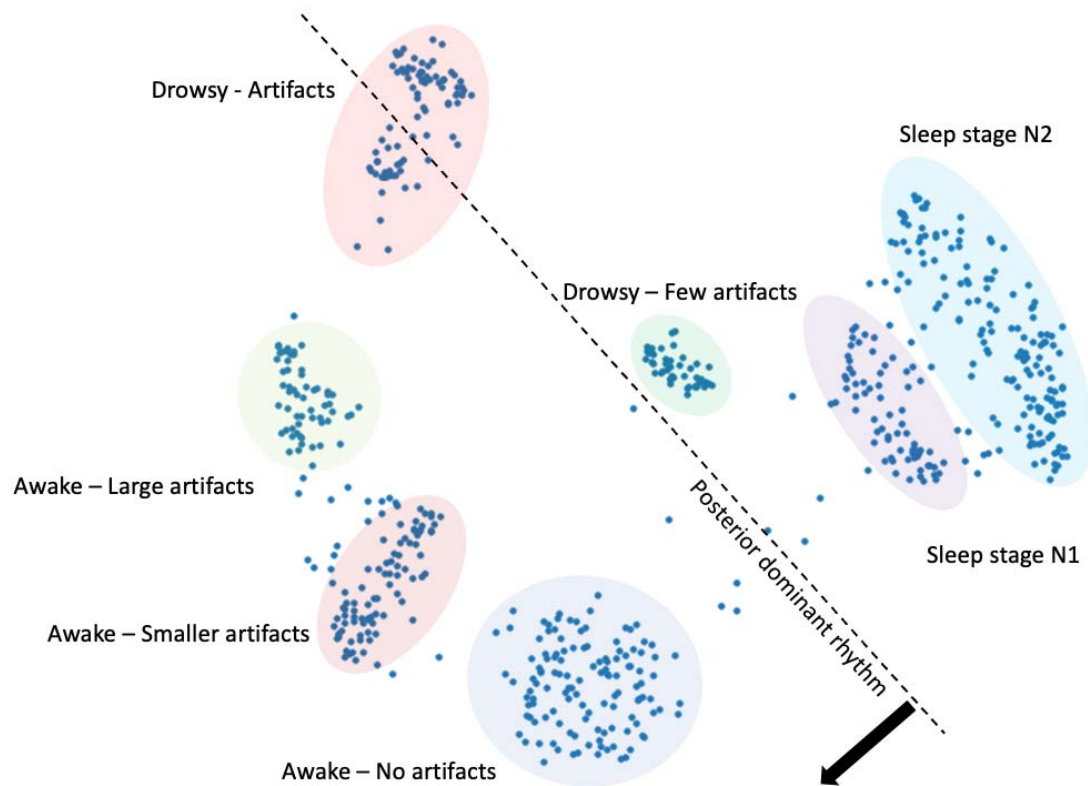 Drowsy - Artifacts
Sleep stage N2
Drowsy – Few artifacts
Awake – Large artifacts
Posterior dominant rhythm
Sleep stage N1
Awake – Smaller artifacts
Awake – No artifacts